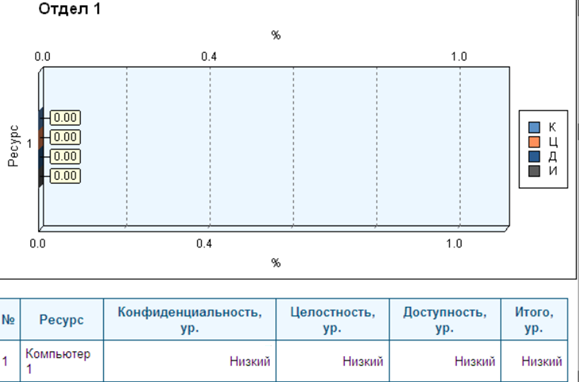 Отдел 1
%
0.0 0.4 1.0
Ресурс
1
0.00
0.00
0.00
0.00
К
Ц
Д
И
0.0 0.4 1.0
%
№ Ресурс Конфиденциальность, ур. Целостность, ур. Доступность, ур. Итого, ур.
1 Компьютер 1 Низкий Низкий Низкий Низкий